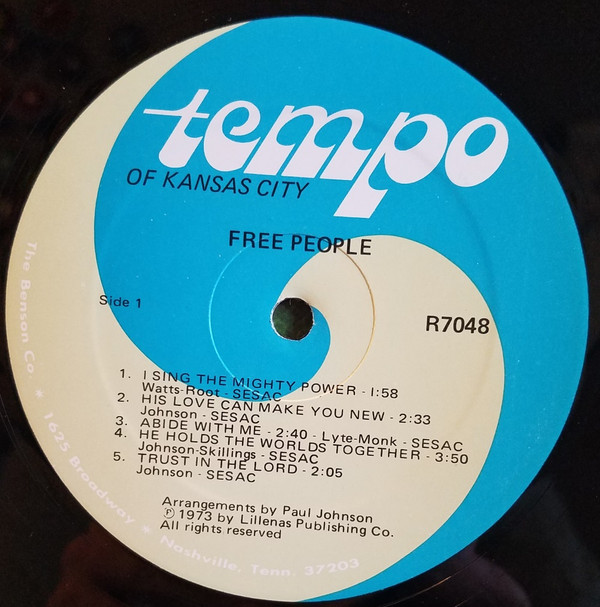 tempo
OF KANSAS CITY
FREE PEOPLE
Side 1
R7048
1. I SING THE MIGHTY POWER - 1:58
Watts-Root - SESAC
2. HIS LOVE CAN MAKE YOU NEW - 2:33
Johnson - SESAC
3. ABIDE WITH ME - 2:40 - Lyte-Monk - SESAC
4. HE HOLDS THE WORLDS TOGETHER - 3:50
Johnson-Skillings - SESAC
5. TRUST IN THE LORD - 2:05
Johnson - SESAC
Arrangements by Paul Johnson
℗ 1973 by Lillenas Publishing Co.
All rights reserved
The Benson Co. * 1625 Broadway * Nashville, Tenn. 37203